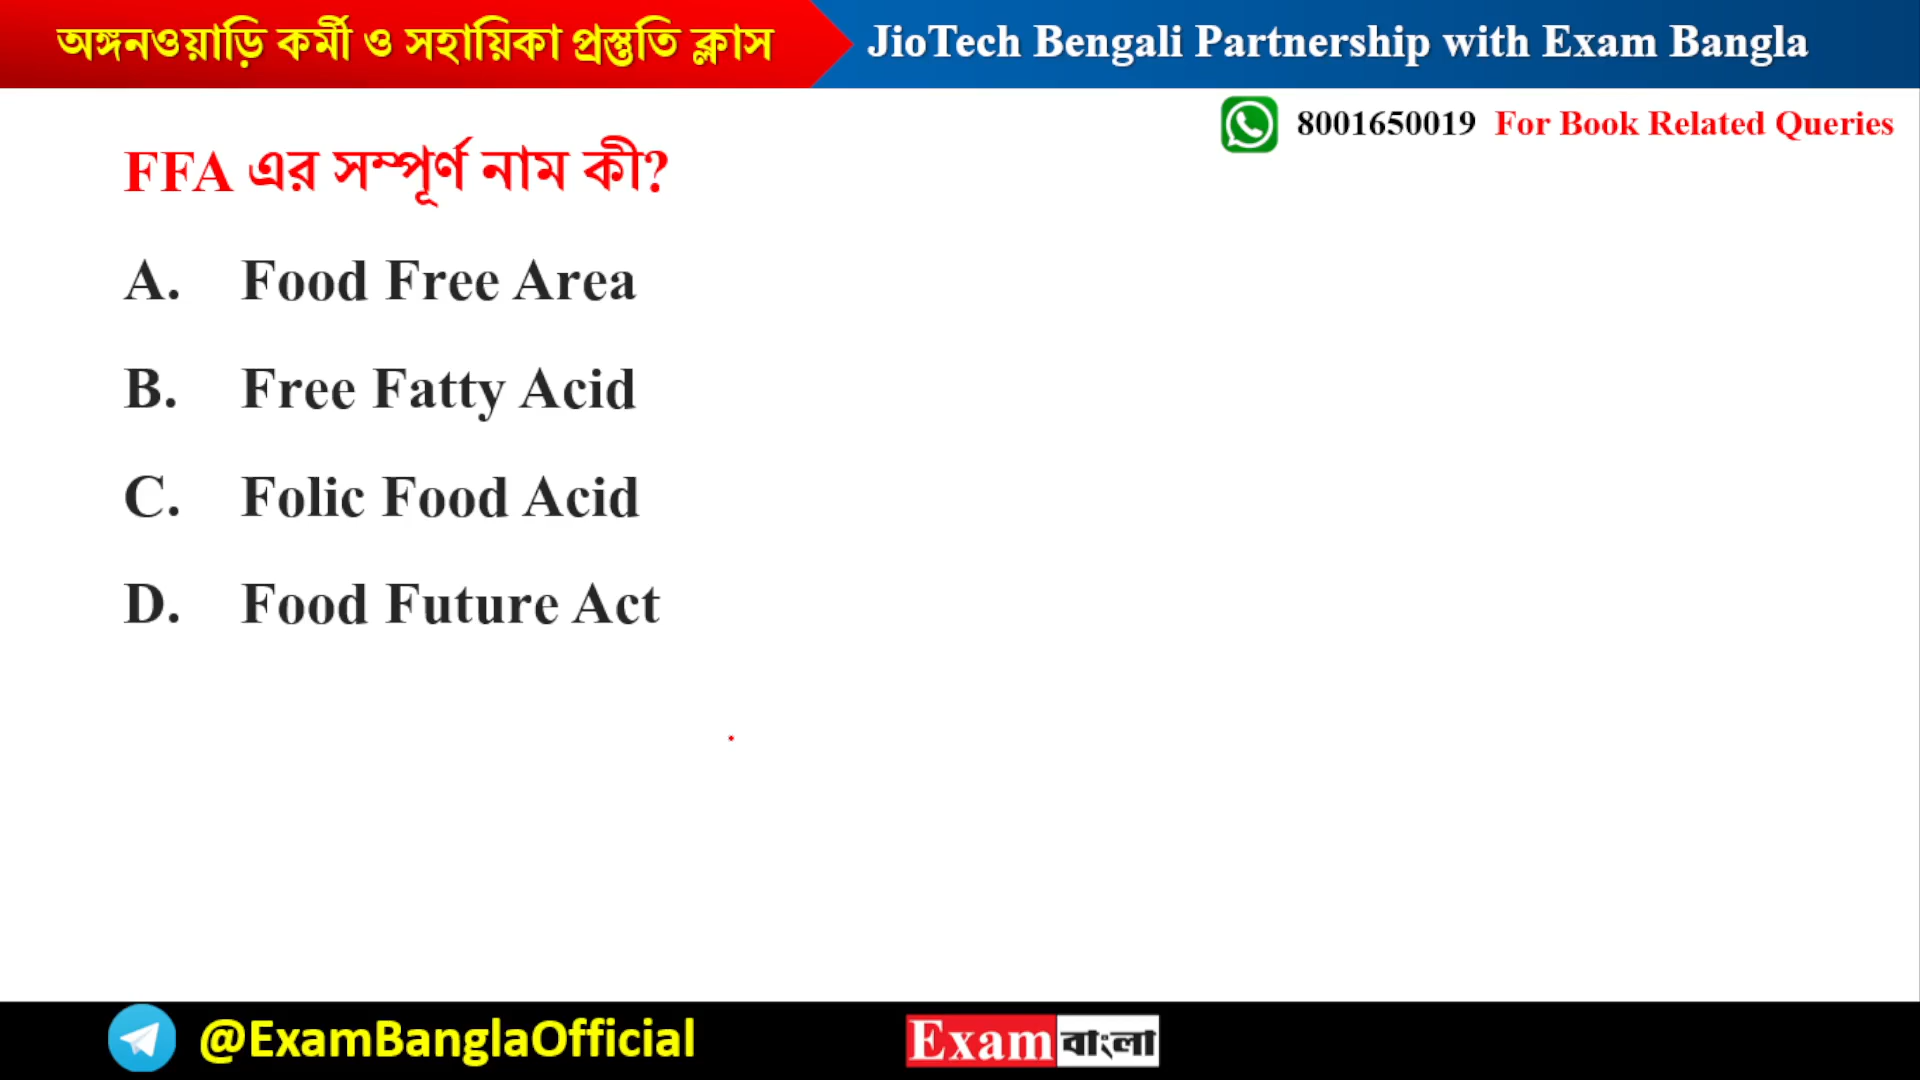 অঙ্গনওয়াড়ি কর্মী ও সহায়িকা প্রস্তুতি ক্লাস
JioTech Bengali Partnership with Exam Bangla
8001650019 For Book Related Queries
FFA এর সম্পূর্ণ নাম কী?
A. Food Free Area
B. Free Fatty Acid
C. Folic Food Acid
D. Food Future Act
@ExamBanglaOfficial
Exam বাংলা